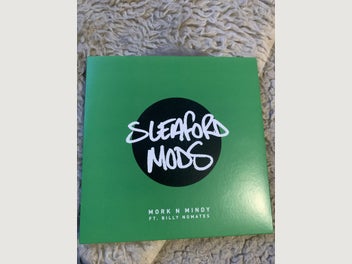 SLEAFORD
MODS
MORK N MINDY
FT. BILLY NOMATES